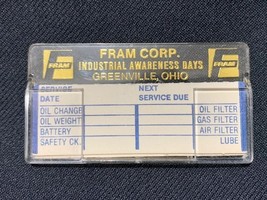 FRAM CORP.
INDUSTRIAL AWARENESS DAYS
GREENVILLE, OHIO
FRAM
FRAM
SERVICE NEXT
DATE SERVICE DUE
OIL CHANGE OIL FILTER
OIL WEIGHT GAS FILTER
BATTERY AIR FILTER
SAFETY CK. LUBE